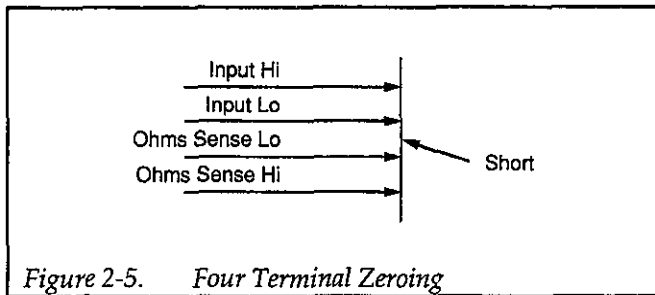 Input Hi
Input Lo
Ohms Sense Lo
Ohms Sense Hi
Short
Figure 2-5. Four Terminal Zeroing